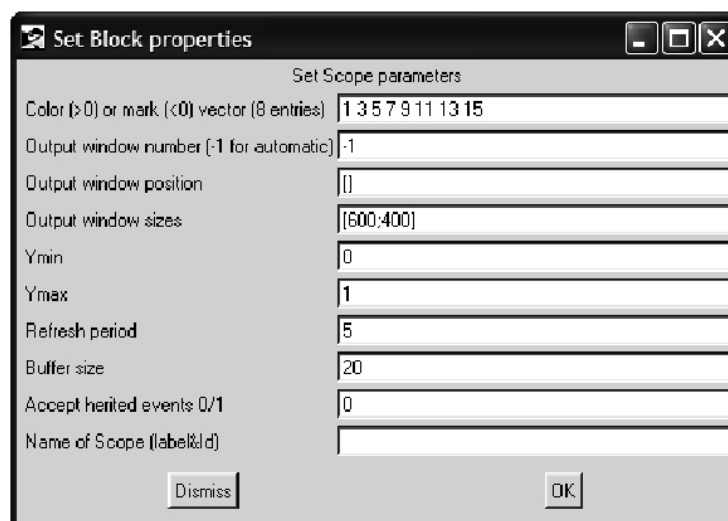 Set Block properties
Set Scope parameters
Color (>0) or mark (<0) vector (8 entries) 1 3 5 7 9 11 13 15
Output window number (-1 for automatic) -1
Output window position []
Output window sizes [600;400]
Ymin 0
Ymax 1
Refresh period 5
Buffer size 20
Accept herited events 0/1 0
Name of Scope (label&Id)
Dismiss OK